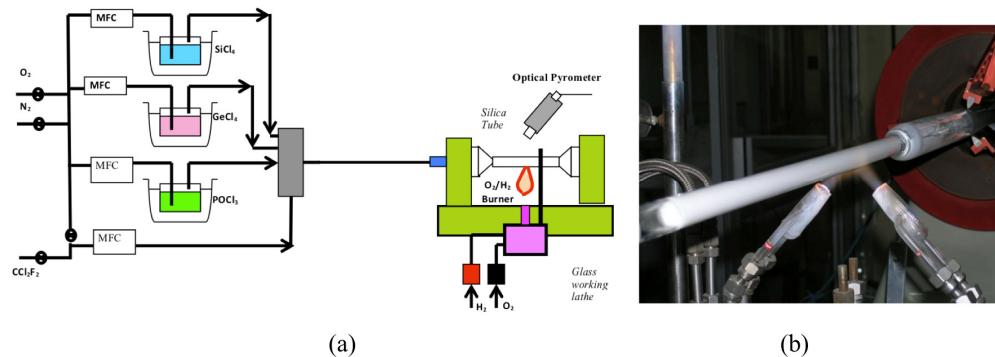 MFC
SiCl₄
O₂
MFC
N₂
GeCl₄
MFC
POCl₃
MFC
CCl₂F₂
Optical Pyrometer
Silica
Tube
O₂/H₂
Burner
Glass
working
lathe
H₂
O₂
(a)
(b)